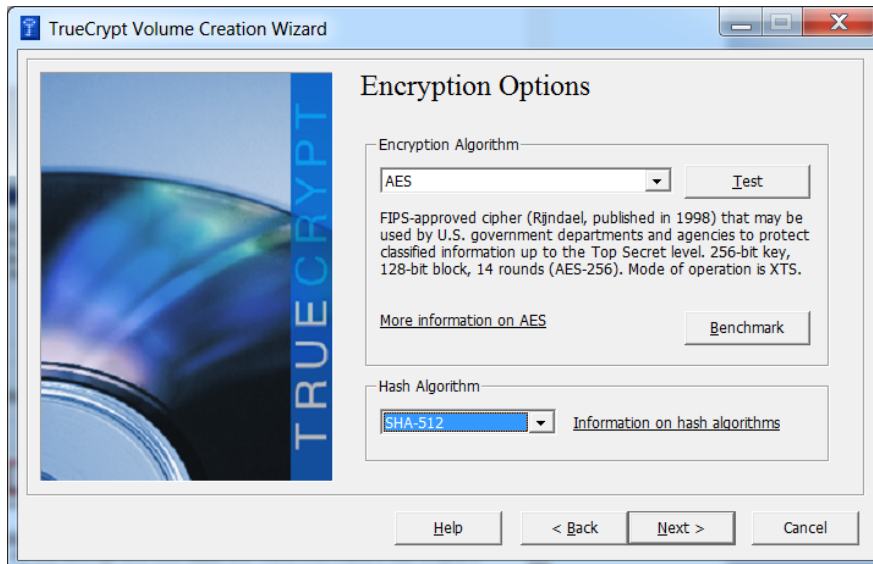 TrueCrypt Volume Creation Wizard
TRUECRYPT
Encryption Options
Encryption Algorithm
AES
Test
FIPS-approved cipher (Rijndael, published in 1998) that may be
used by U.S. government departments and agencies to protect
classified information up to the Top Secret level. 256-bit key,
128-bit block, 14 rounds (AES-256). Mode of operation is XTS.
More information on AES
Benchmark
Hash Algorithm
SHA-512
Information on hash algorithms
Help
< Back
Next >
Cancel